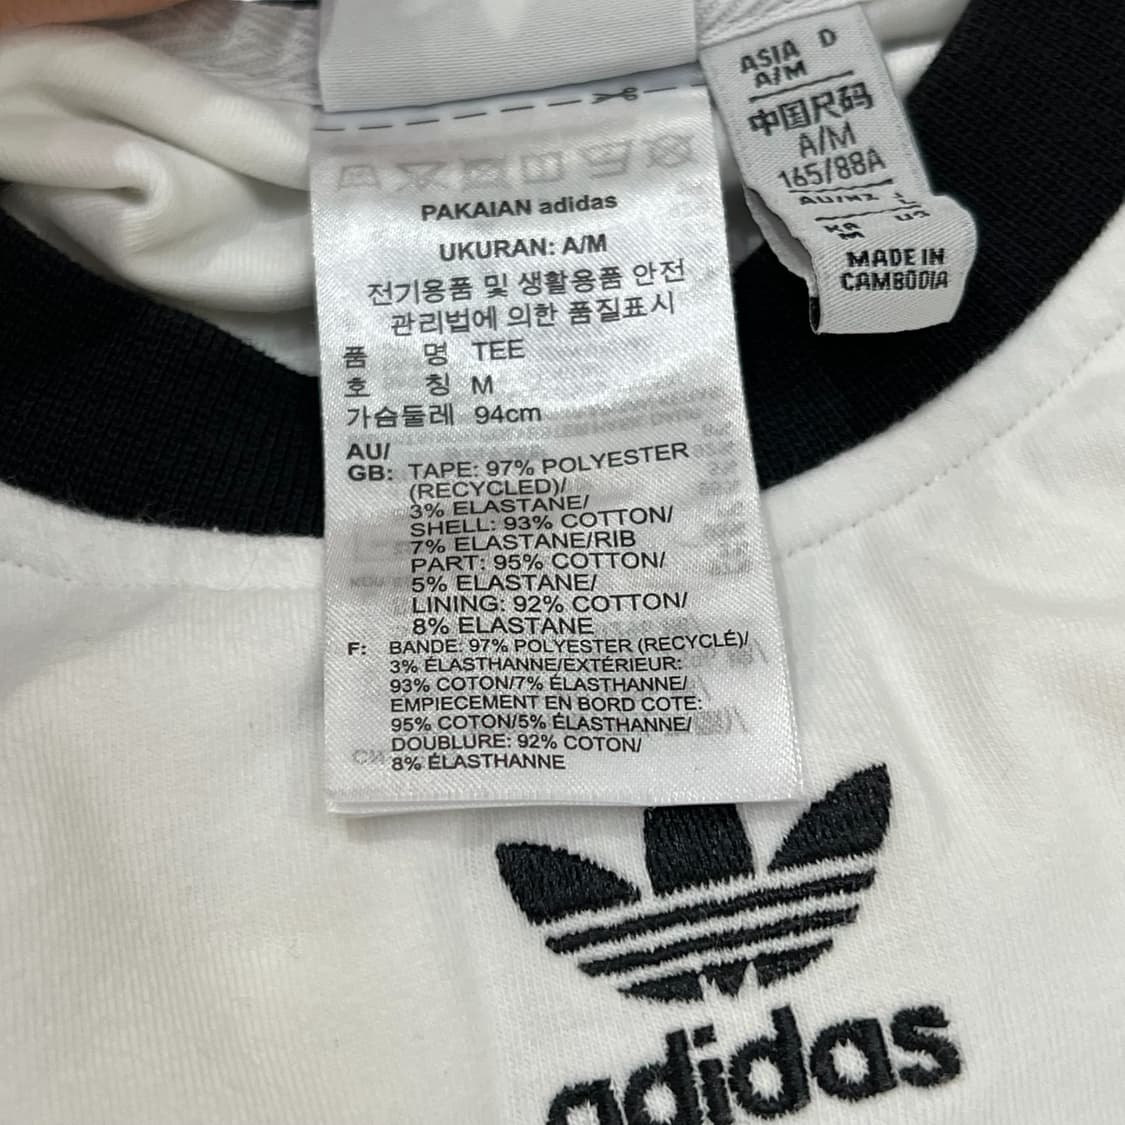 ASIA D
A/M
中国尺码
A/M
165/88A
AU/NZ
KR US
M
MADE IN
CAMBODIA
PAKAIAN adidas
UKURAN: A/M
전기용품 및 생활용품 안전
관리법에 의한 품질표시
품 명 TEE
호 칭 M
가슴둘레 94cm
AU/
GB: TAPE: 97% POLYESTER
(RECYCLED)/
3% ELASTANE/
SHELL: 93% COTTON/
7% ELASTANE/RIB
PART: 95% COTTON/
5% ELASTANE/
LINING: 92% COTTON/
8% ELASTANE
F: BANDE: 97% POLYESTER (RECYCLÉ)/
3% ÉLASTHANNE/EXTÉRIEUR:
93% COTON/7% ÉLASTHANNE/
EMPIECEMENT EN BORD COTE:
95% COTON/5% ÉLASTHANNE/
DOUBLURE: 92% COTON/
8% ÉLASTHANNE
adidas